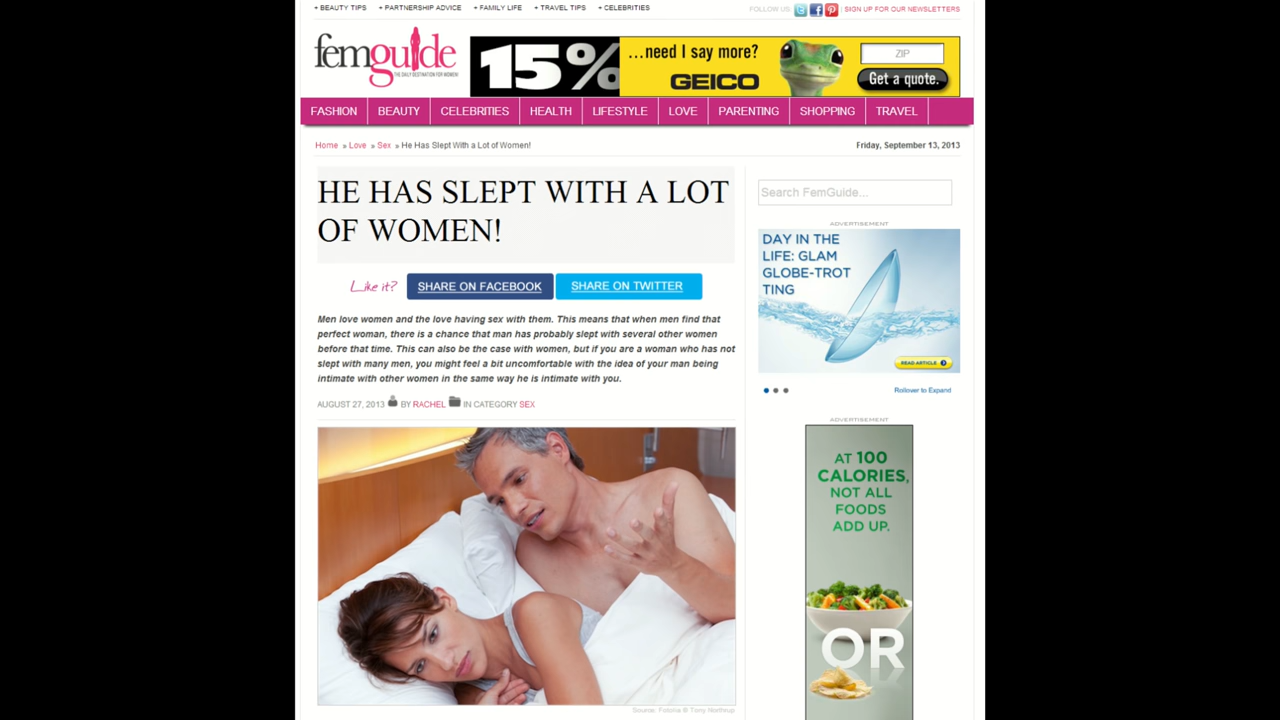 + BEAUTY TIPS + PARTNERSHIP ADVICE + FAMILY LIFE + TRAVEL TIPS + CELEBRITIES
FOLLOW US | SIGN UP FOR OUR NEWSLETTERS
femguide
THE DAILY DESTINATION FOR WOMEN!
15% ...need I say more?
GEICO
ZIP
Get a quote.
FASHION BEAUTY CELEBRITIES HEALTH LIFESTYLE LOVE PARENTING SHOPPING TRAVEL
Home » Love » Sex » He Has Slept With a Lot of Women!
Friday, September 13, 2013
HE HAS SLEPT WITH A LOT
OF WOMEN!
Like it? SHARE ON FACEBOOK SHARE ON TWITTER
Men love women and the love having sex with them. This means that when men find that
perfect woman, there is a chance that man has probably slept with several other women
before that time. This can also be the case with women, but if you are a woman who has not
slept with many men, you might feel a bit uncomfortable with the idea of your man being
intimate with other women in the same way he is intimate with you.
AUGUST 27, 2013 BY RACHEL IN CATEGORY SEX
Source: Fotolia © Tony Northrup
Search FemGuide...
ADVERTISEMENT
DAY IN THE
LIFE: GLAM
GLOBE-TROT
TING
READ ARTICLE
Rollover to Expand
ADVERTISEMENT
AT 100
CALORIES,
NOT ALL
FOODS
ADD UP.
OR